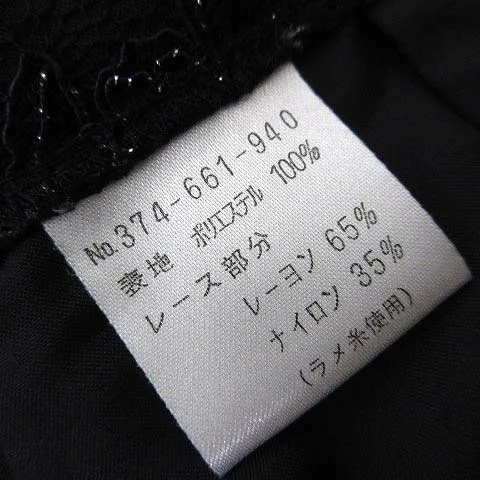 No.374-661-940
表地 ポリエステル 100%
レース部分
レーヨン 65%
ナイロン 35%
(ラメ糸使用)